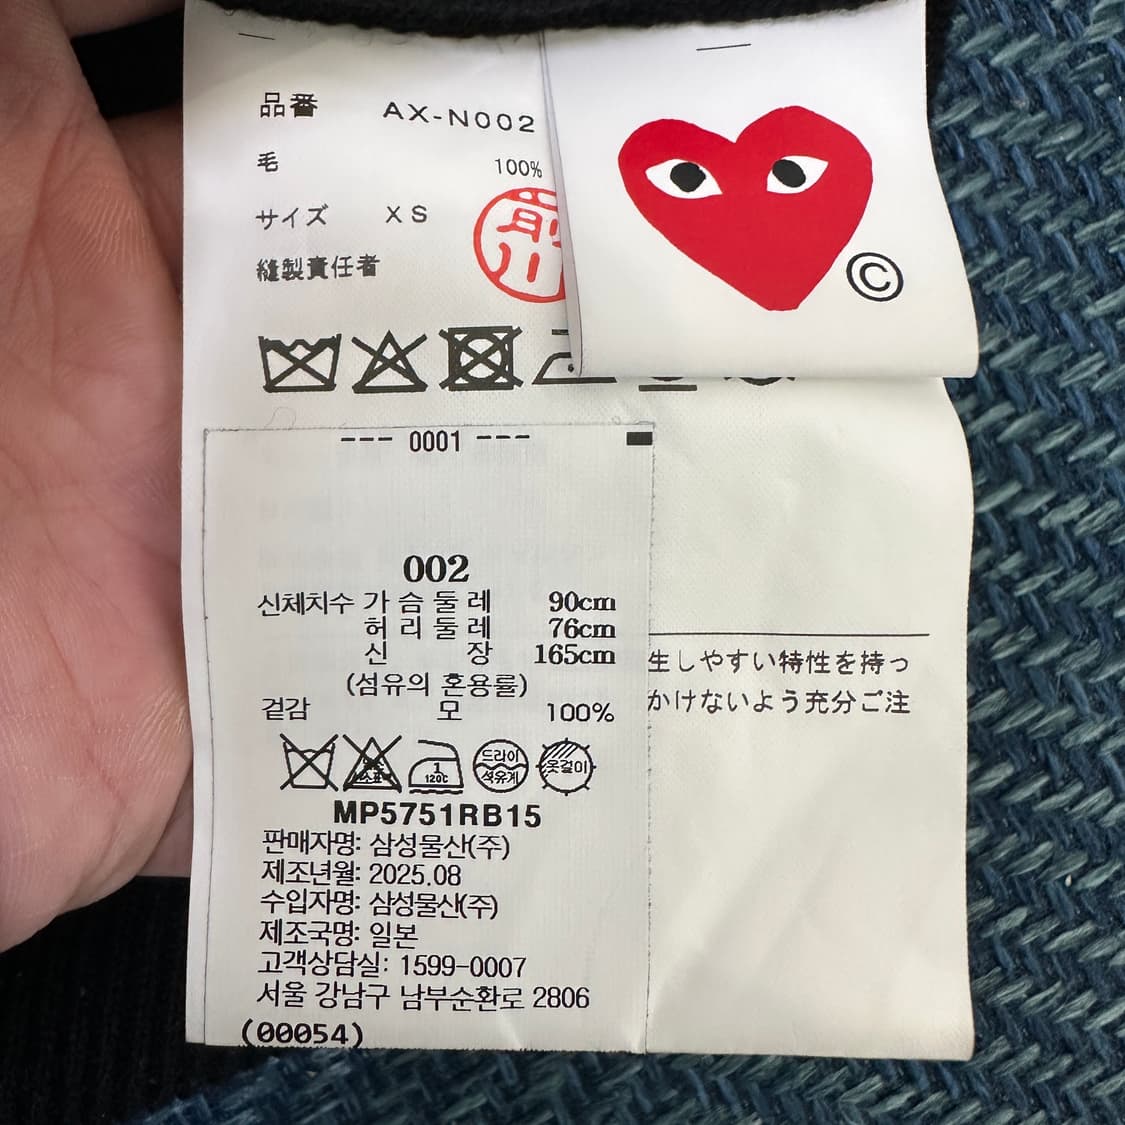 品番 AX-N002
毛 100%
サイズ XS
縫製責任者
前川
©
--- 0001 ---
002
신체치수 가슴둘레 90cm
허리둘레 76cm
신장 165cm
(섬유의 혼용률)
겉감 모 100%
1
120℃
드라이
석유계
옷걸이
MP5751RB15
판매자명: 삼성물산(주)
제조년월: 2025.08
수입자명: 삼성물산(주)
제조국명: 일본
고객상담실: 1599-0007
서울 강남구 남부순환로 2806
(00054)
生しやすい特性を持っ
かけないよう充分ご注